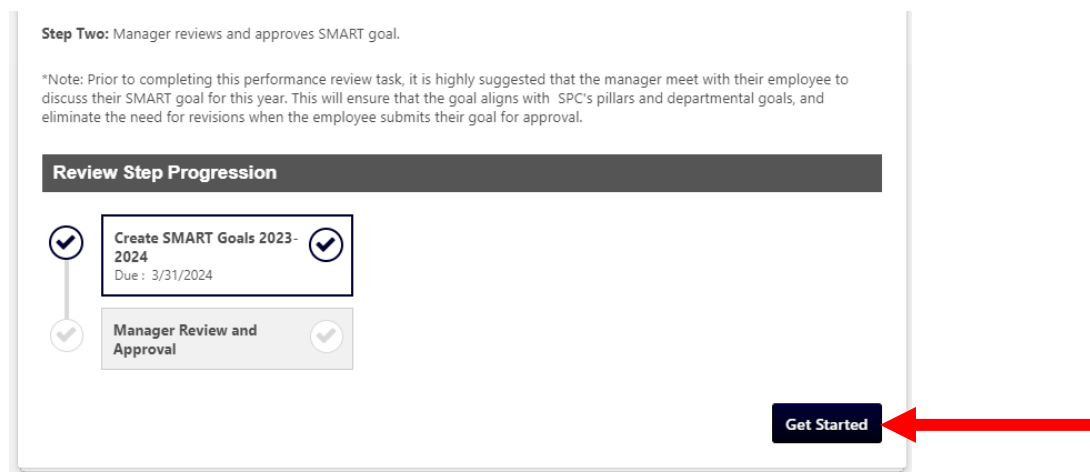 Step Two: Manager reviews and approves SMART goal.
*Note: Prior to completing this performance review task, it is highly suggested that the manager meet with their employee to
discuss their SMART goal for this year. This will ensure that the goal aligns with SPC's pillars and departmental goals, and
eliminate the need for revisions when the employee submits their goal for approval.
Review Step Progression
Create SMART Goals 2023-
2024
Due : 3/31/2024
Manager Review and
Approval
Get Started